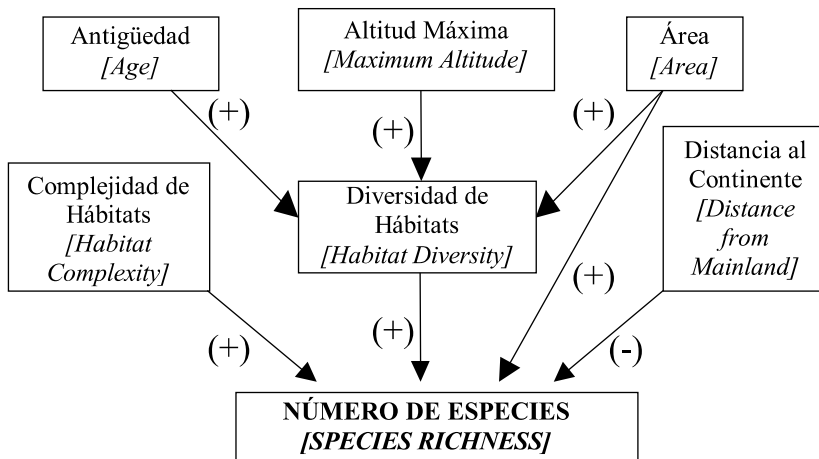 Antigüedad
[Age]
Altitud Máxima
[Maximum Altitude]
Área
[Area]
(+)
(+)
(+)
Complejidad de
Hábitats
[Habitat
Complexity]
Diversidad de
Hábitats
[Habitat Diversity]
Distancia al
Continente
[Distance
from
Mainland]
(+)
(+)
(+)
(-)
NÚMERO DE ESPECIES
[SPECIES RICHNESS]